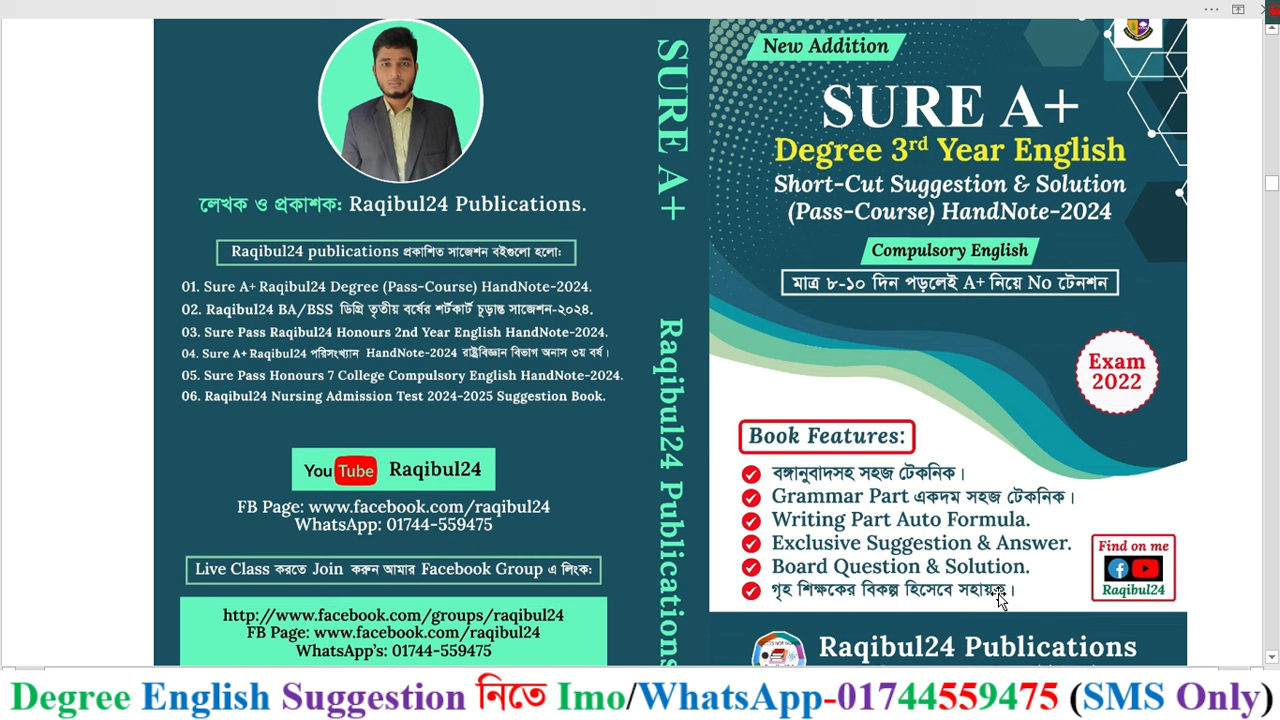 লেখক ও প্রকাশক: Raqibul24 Publications.
Raqibul24 publications প্রকাশিত সাজেশন বইগুলো হলো:
01. Sure A+ Raqibul24 Degree (Pass-Course) HandNote-2024.
02. Raqibul24 BA/BSS ডিগ্রি তৃতীয় বর্ষের শর্টকার্ট চূড়ান্ত সাজেশন-২০২৪.
03. Sure Pass Raqibul24 Honours 2nd Year English HandNote-2024.
04. Sure A+ Raqibul24 পরিসংখ্যান HandNote-2024 রাষ্ট্রবিজ্ঞান বিভাগ অনাস ৩য় বর্ষ।
05. Sure Pass Honours 7 College Compulsory English HandNote-2024.
06. Raqibul24 Nursing Admission Test 2024-2025 Suggestion Book.
You Tube Raqibul24
FB Page: www.facebook.com/raqibul24
WhatsApp: 01744-559475
Live Class করতে Join করুন আমার Facebook Group এ লিংক:
http://www.facebook.com/groups/raqibul24
FB Page: www.facebook.com/raqibul24
WhatsApp's: 01744-559475
SURE A+ Raqibul24 Publications
New Addition
SURE A+
Degree 3rd Year English
Short-Cut Suggestion & Solution
(Pass-Course) HandNote-2024
Compulsory English
মাত্র ৮-১০ দিন পড়লেই A+ নিয়ে No টেনশন
Exam
2022
Book Features:
বঙ্গানুবাদসহ সহজ টেকনিক।
Grammar Part একদম সহজ টেকনিক।
Writing Part Auto Formula.
Exclusive Suggestion & Answer.
Board Question & Solution.
গৃহ শিক্ষকের বিকল্প হিসেবে সহায়ক।
Find on me
Raqibul24
Raqibul24 Publications
Degree English Suggestion নিতে Imo/WhatsApp-01744559475 (SMS Only)